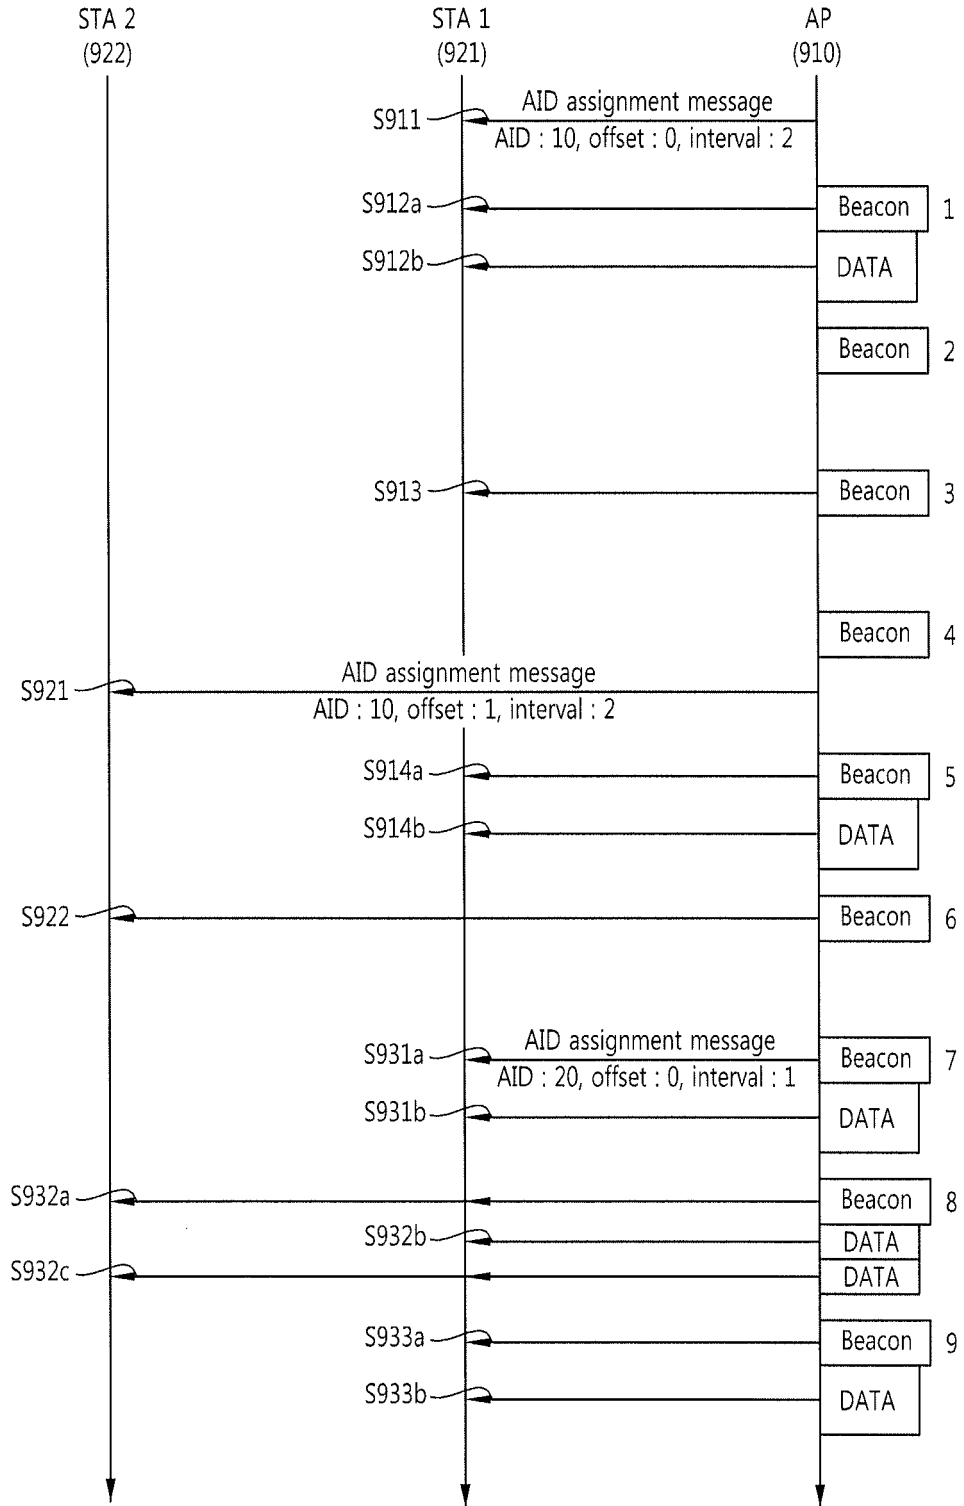 STA 2
(922)
STA 1
(921)
AP
(910)
S911
AID assignment message
AID : 10, offset : 0, interval : 2
S912a
Beacon
1
S912b
DATA
Beacon
2
S913
Beacon
3
Beacon
4
S921
AID assignment message
AID : 10, offset : 1, interval : 2
S914a
Beacon
5
S914b
DATA
S922
Beacon
6
S931a
AID assignment message
AID : 20, offset : 0, interval : 1
Beacon
7
S931b
DATA
S932a
Beacon
8
S932b
DATA
S932c
DATA
S933a
Beacon
9
S933b
DATA